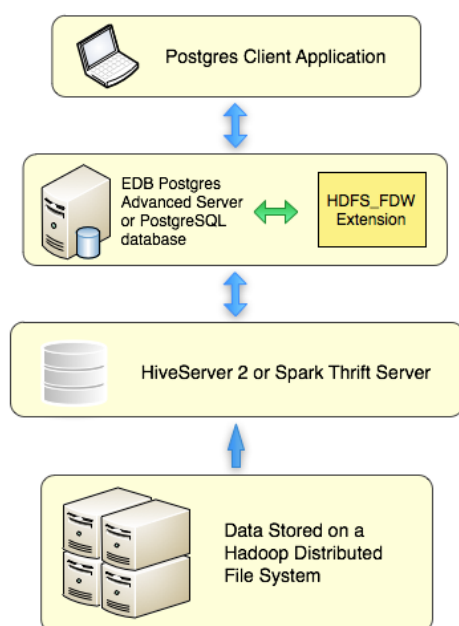 Postgres Client Application
EDB Postgres
Advanced Server
or PostgreSQL
database
HDFS_FDW
Extension
HiveServer 2 or Spark Thrift Server
Data Stored on a
Hadoop Distributed
File System